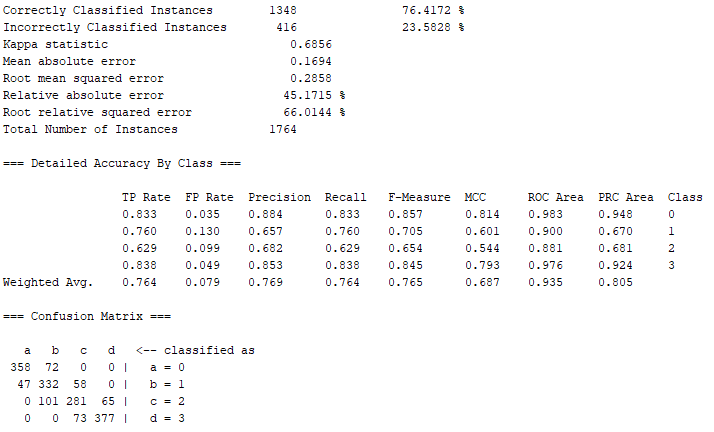 Correctly Classified Instances        1348               76.4172 %
Incorrectly Classified Instances       416               23.5828 %
Kappa statistic                          0.6856
Mean absolute error                      0.1694
Root mean squared error                  0.2858
Relative absolute error                 45.1715 %
Root relative squared error             66.0144 %
Total Number of Instances             1764
=== Detailed Accuracy By Class ===
TP Rate  FP Rate  Precision  Recall   F-Measure  MCC      ROC Area  PRC Area  Class
0.833    0.035    0.884      0.833    0.857      0.814    0.983     0.948     0
0.760    0.130    0.657      0.760    0.705      0.601    0.900     0.670     1
0.629    0.099    0.682      0.629    0.654      0.544    0.881     0.681     2
0.838    0.049    0.853      0.838    0.845      0.793    0.976     0.924     3
Weighted Avg.    0.764    0.079    0.769      0.764    0.765      0.687    0.935     0.805
=== Confusion Matrix ===
a   b   c   d   <-- classified as
358  72   0   0 |   a = 0
47 332  58   0 |   b = 1
0 101 281  65 |   c = 2
0   0  73 377 |   d = 3